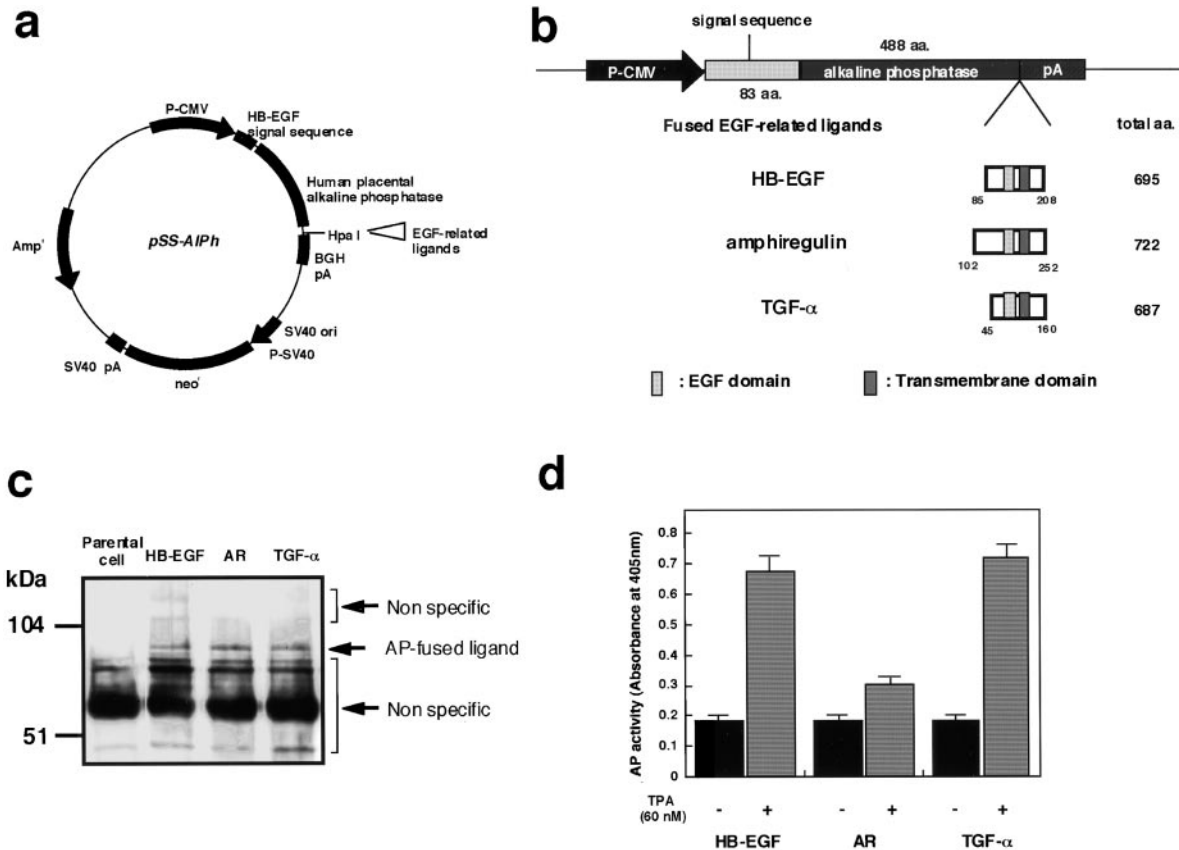 a
P-CMV
HB-EGF
signal sequence
Human placental
alkaline phosphatase
Hpa I
EGF-related
ligands
BGH
pA
SV40 ori
P-SV40
neo^r
SV40 pA
Amp^r
pSS-AlPh
b
signal sequence
488 aa.
P-CMV
alkaline phosphatase
pA
83 aa.
Fused EGF-related ligands
total aa.
HB-EGF
85
208
695
amphiregulin
102
252
722
TGF-α
45
160
687
: EGF domain
: Transmembrane domain
c
Parental
cell
HB-EGF
AR
TGF-α
kDa
104
51
Non specific
AP-fused ligand
Non specific
d
AP activity (Absorbance at 405nm)
0.8
0.7
0.6
0.5
0.4
0.3
0.2
0.1
0
TPA
(60 nM)
- + - + - +
HB-EGF AR TGF-α